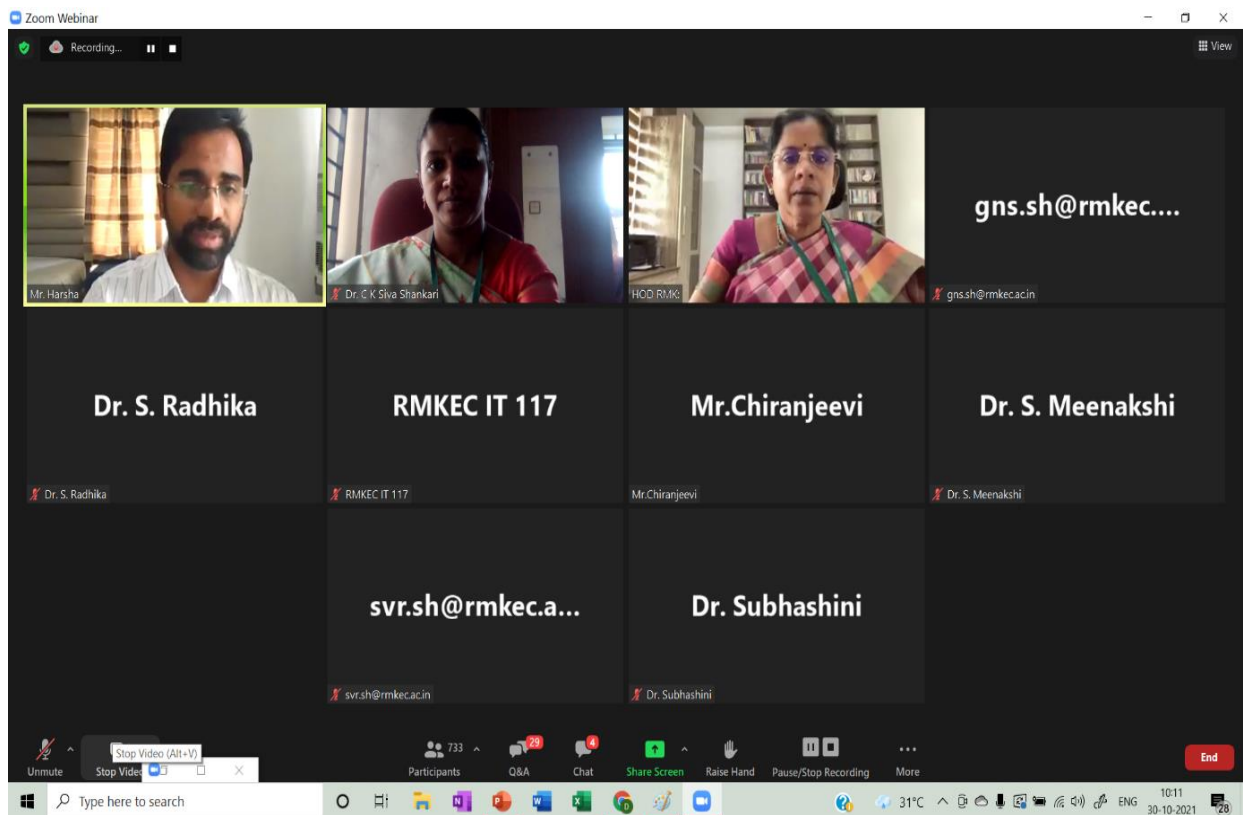 Zoom Webinar
Recording...
View
Mr. Harsha
Dr. C K Siva Shankari
HOD RMK:
gns.sh@rmkec....
gns.sh@rmkec.ac.in
Dr. S. Radhika
Dr. S. Radhika
RMKEC IT 117
RMKEC IT 117
Mr.Chiranjeevi
Mr.Chiranjeevi
Dr. S. Meenakshi
Dr. S. Meenakshi
svr.sh@rmkec.a...
svr.sh@rmkec.ac.in
Dr. Subhashini
Dr. Subhashini
Stop Video (Alt+V)
733
29
4
Unmute
Stop Video
Participants
Q&A
Chat
Share Screen
Raise Hand
Pause/Stop Recording
More
End
Type here to search
31°C
ENG
10:11
30-10-2021
28